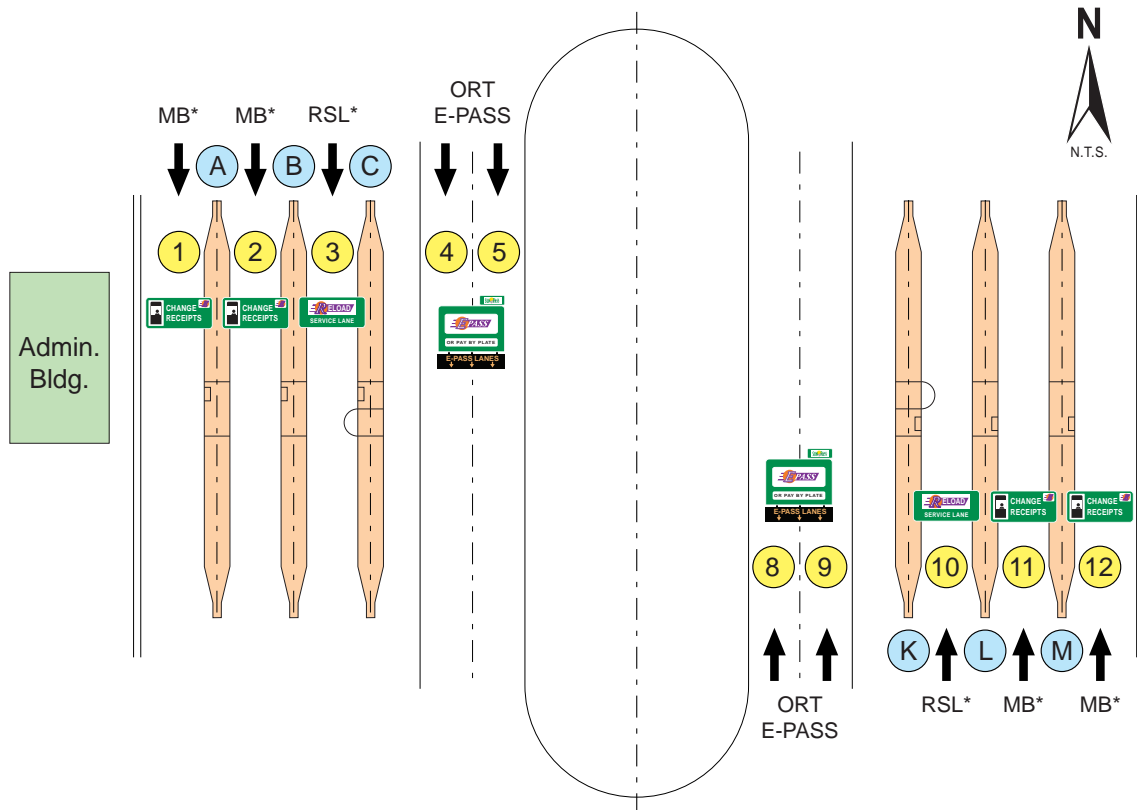 N
N.T.S.
ORT
E-PASS
MB*
MB*
RSL*
A
B
C
1
2
3
4
5
CHANGE
RECEIPTS
CHANGE
RECEIPTS
RELOAD
SERVICE LANE
EPASS
OR PAY BY PLATE
E-PASS LANES
Admin.
Bldg.
EPASS
OR PAY BY PLATE
E-PASS LANES
RELOAD
SERVICE LANE
CHANGE
RECEIPTS
CHANGE
RECEIPTS
8
9
10
11
12
K
L
M
ORT
E-PASS
RSL*
MB*
MB*